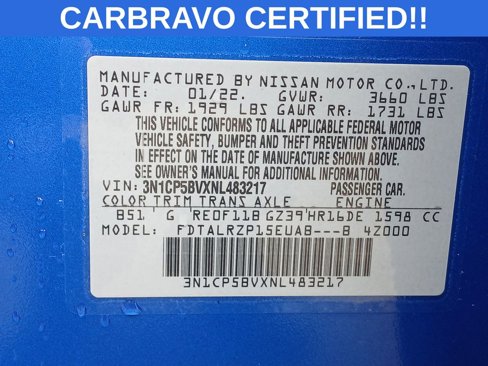 CARBRAVO CERTIFIED!!
MANUFACTURED BY NISSAN MOTOR CO.,LTD.
DATE: 01/22. GVWR: 3660 LBS
GAWR FR: 1929 LBS GAWR RR: 1731 LBS
THIS VEHICLE CONFORMS TO ALL APPLICABLE FEDERAL MOTOR
VEHICLE SAFETY, BUMPER AND THEFT PREVENTION STANDARDS
IN EFFECT ON THE DATE OF MANUFACTURE SHOWN ABOVE.
SEE OWNER'S MANUAL FOR ADDITIONAL INFORMATION.
VIN: 3N1CP5BVXNL483217 PASSENGER CAR.
COLOR TRIM TRANS AXLE ENGINE
B51 G RE0F11B GZ39 HR16DE 1598 CC
MODEL: FDTALRZP15EUA8---B 4Z000
3N1CP5BVXNL483217